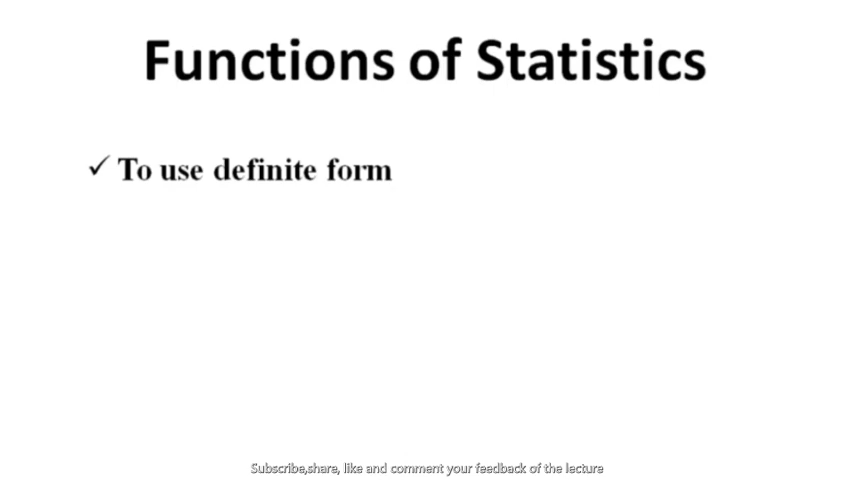 Functions of Statistics
✓ To use definite form
Subscribe,share, like and comment your feedback of the lecture